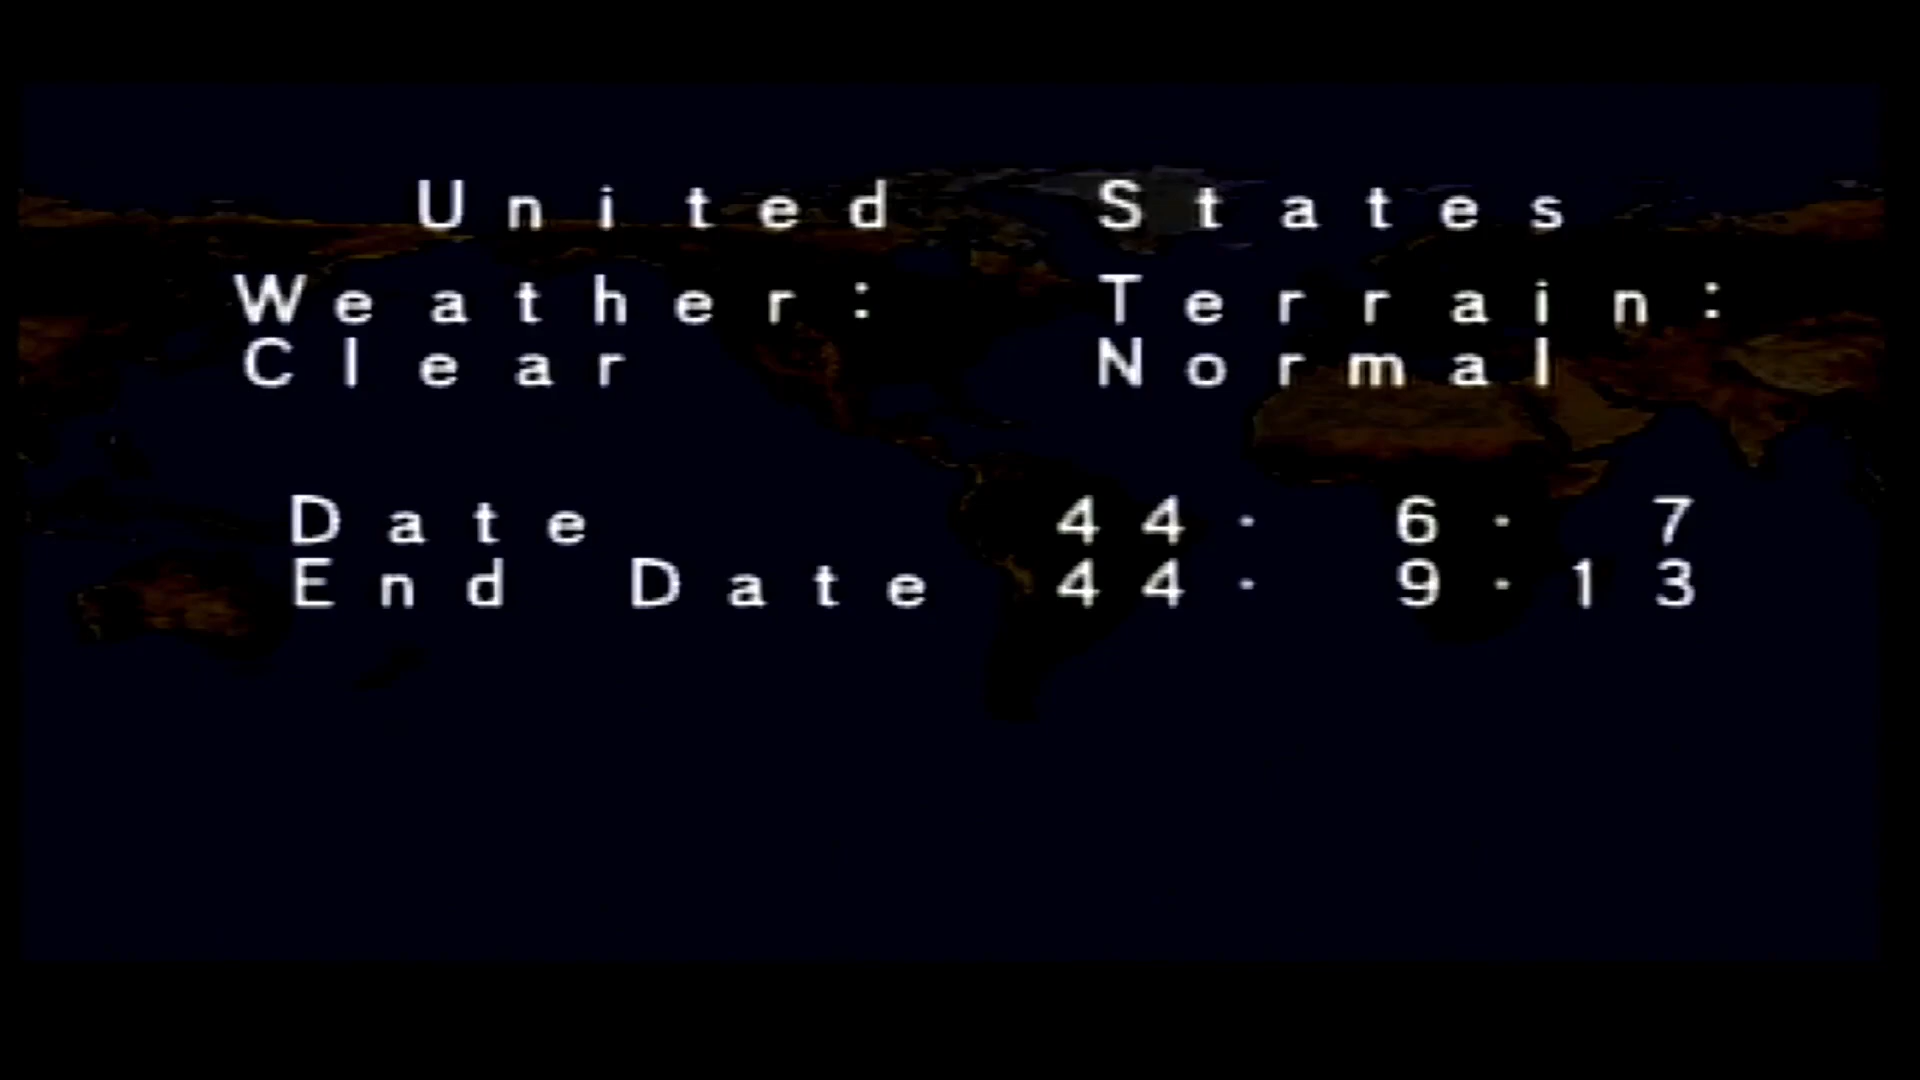 United States
Weather: Terrain:
Clear Normal
Date 44. 6. 7
End Date 44. 9.13